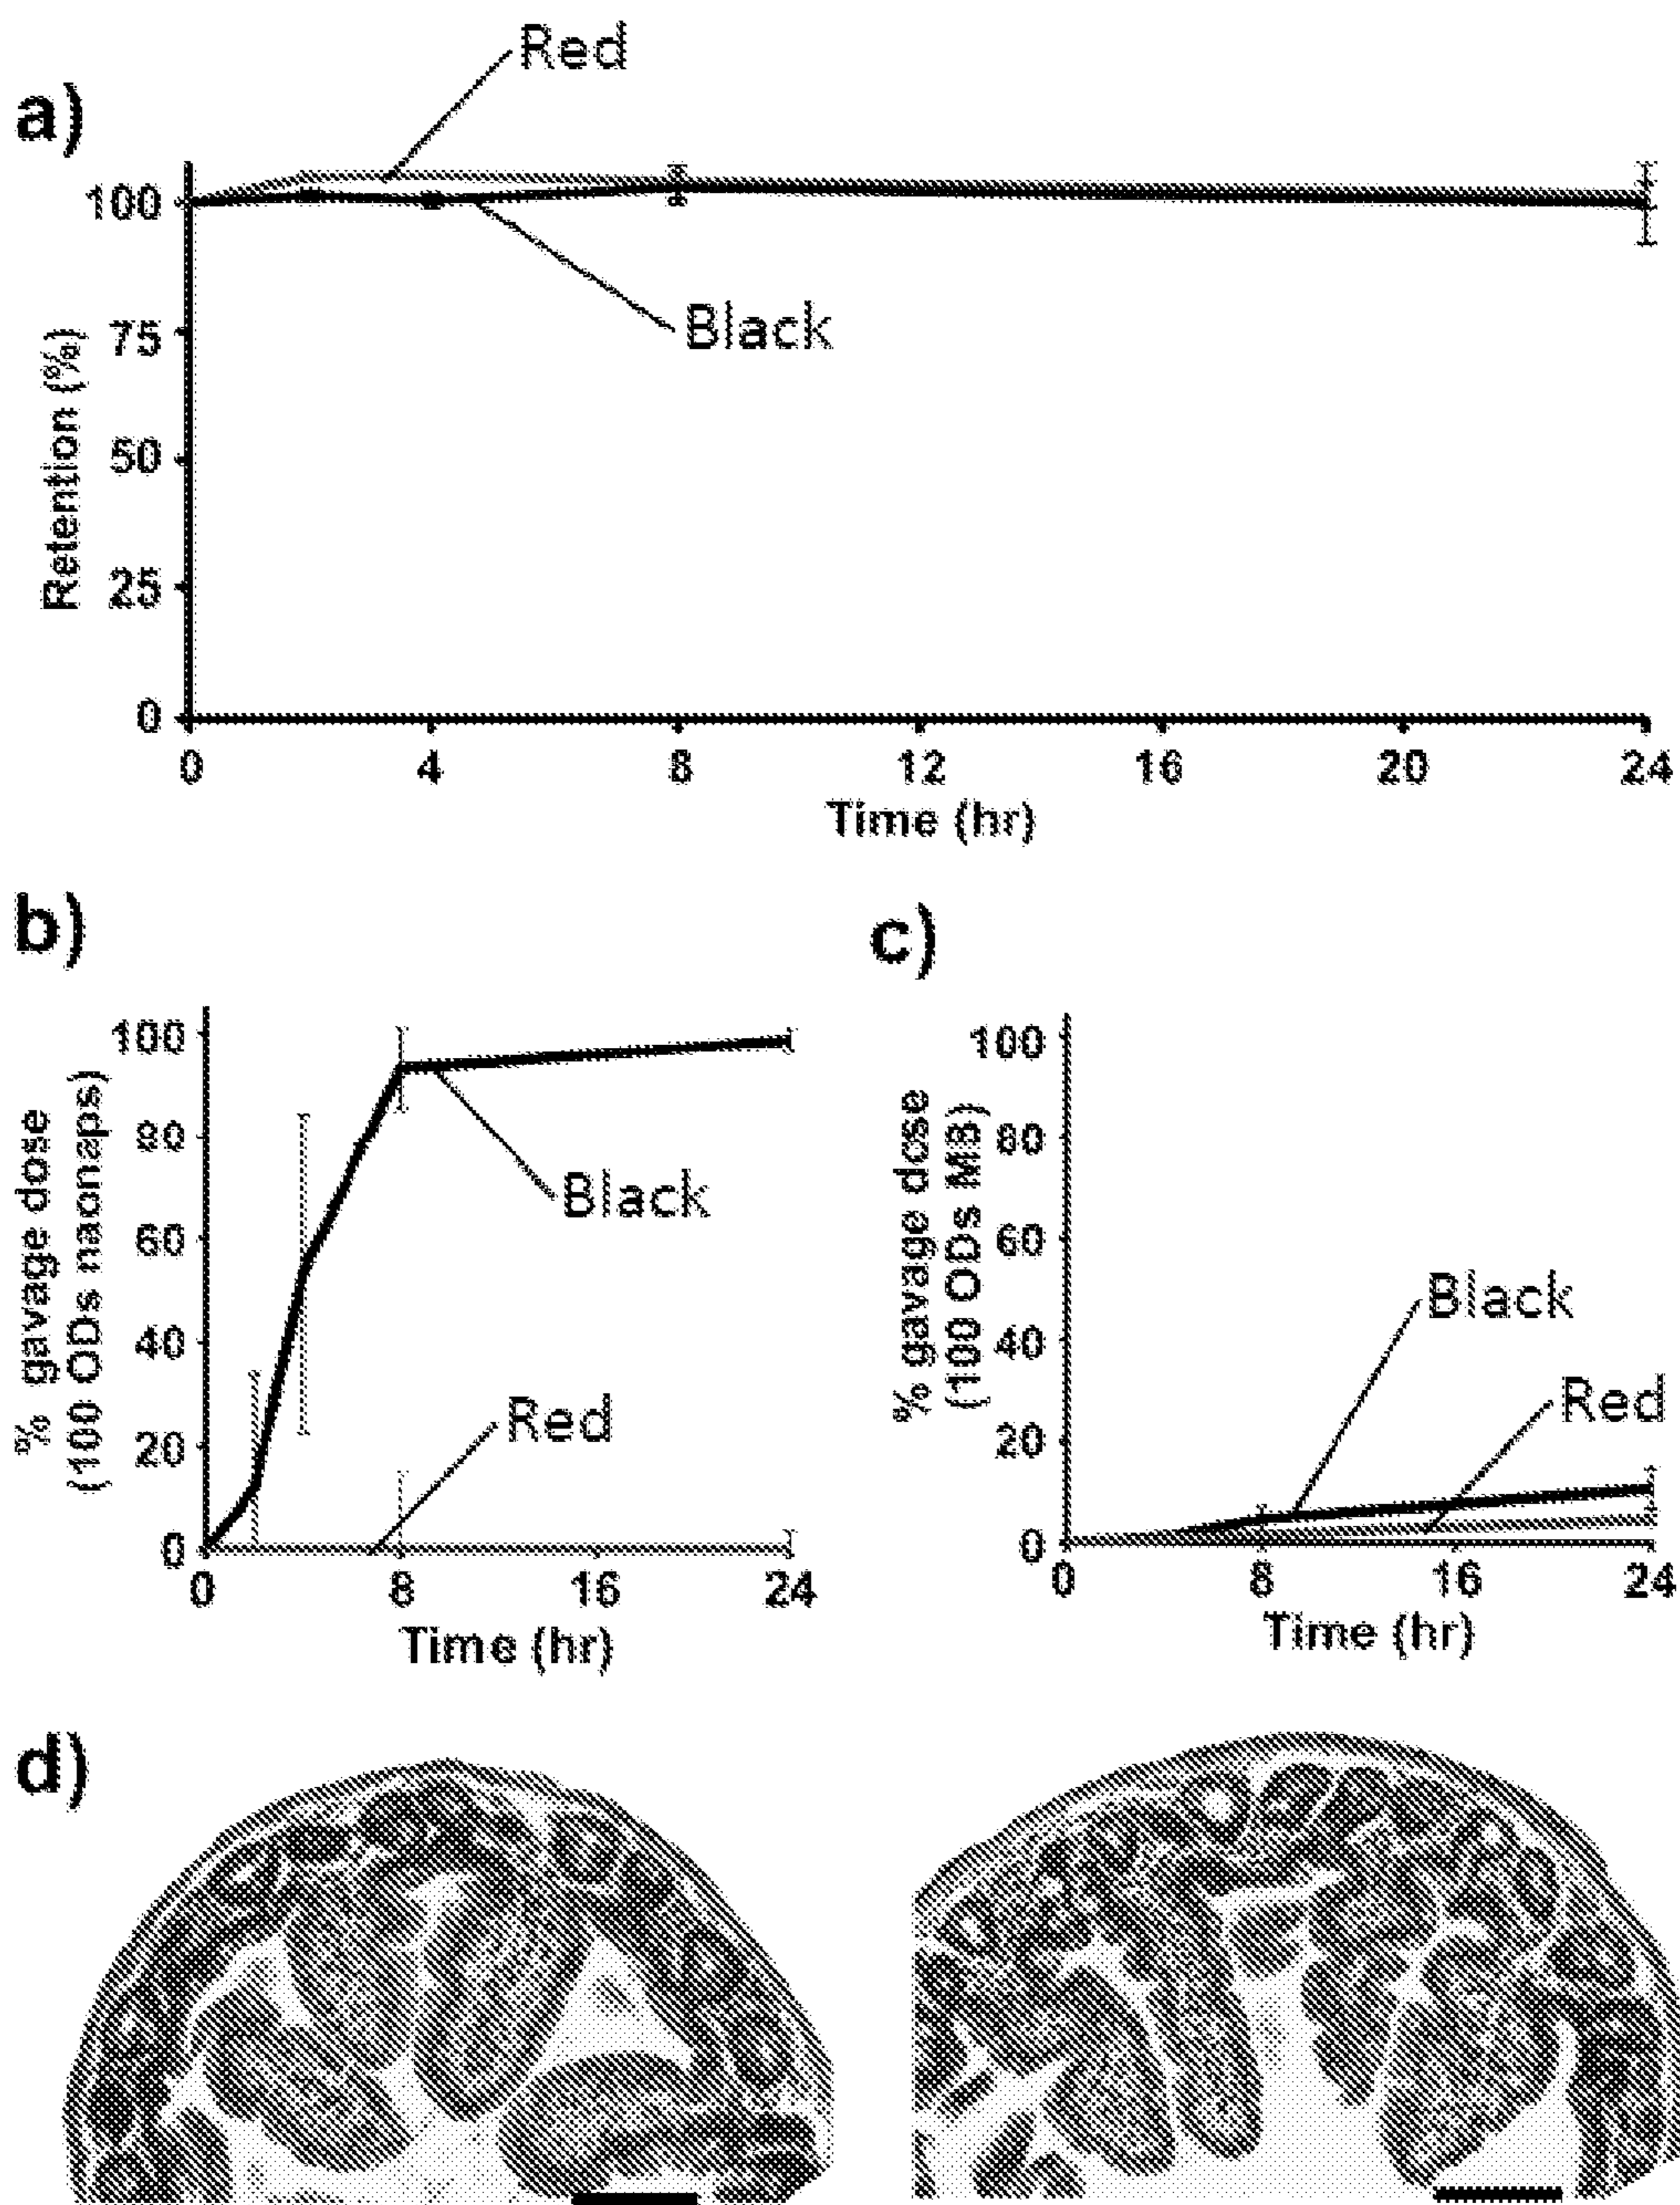 a)
Red
Black
Retention (%)
100
75
50
25
0
0 4 8 12 16 20 24
Time (hr)
b)
% gavage dose
(100 ODs naonaps)
100
80
60
40
20
0
Black
Red
0 8 16 24
Time (hr)
c)
% gavage dose
(100 ODs MB)
100
80
60
40
20
0
Black
Red
0 8 16 24
Time (hr)
d)